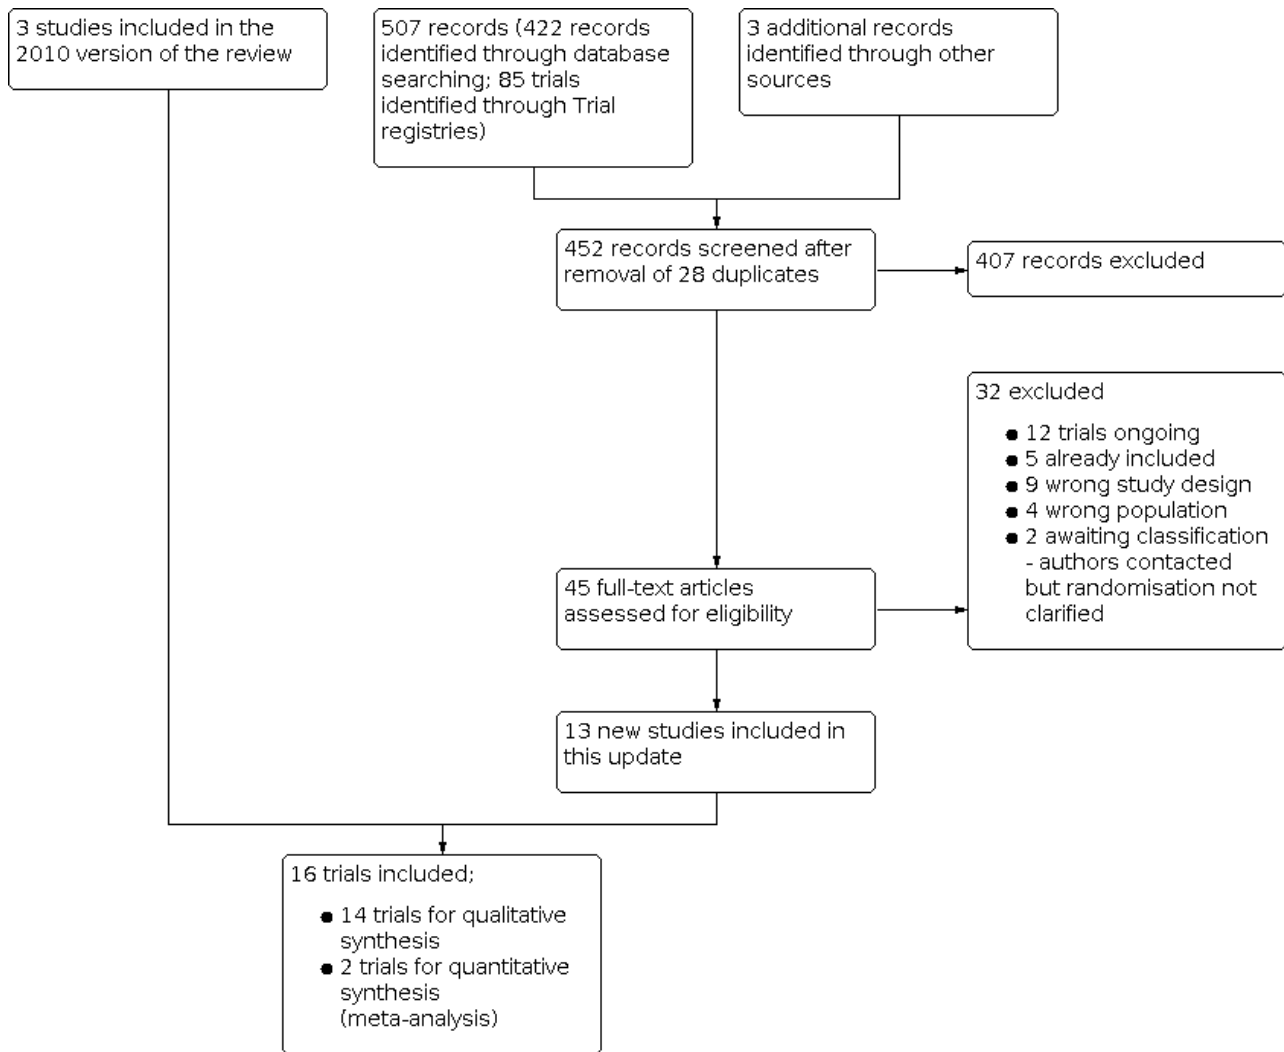 3 studies included in the
2010 version of the review
507 records (422 records
identified through database
searching; 85 trials
identified through Trial
registries)
3 additional records
identified through other
sources
452 records screened after
removal of 28 duplicates
407 records excluded
32 excluded
● 12 trials ongoing
● 5 already included
● 9 wrong study design
● 4 wrong population
● 2 awaiting classification
- authors contacted
but randomisation not
clarified
45 full-text articles
assessed for eligibility
13 new studies included in
this update
16 trials included;
● 14 trials for qualitative
synthesis
● 2 trials for quantitative
synthesis
(meta-analysis)